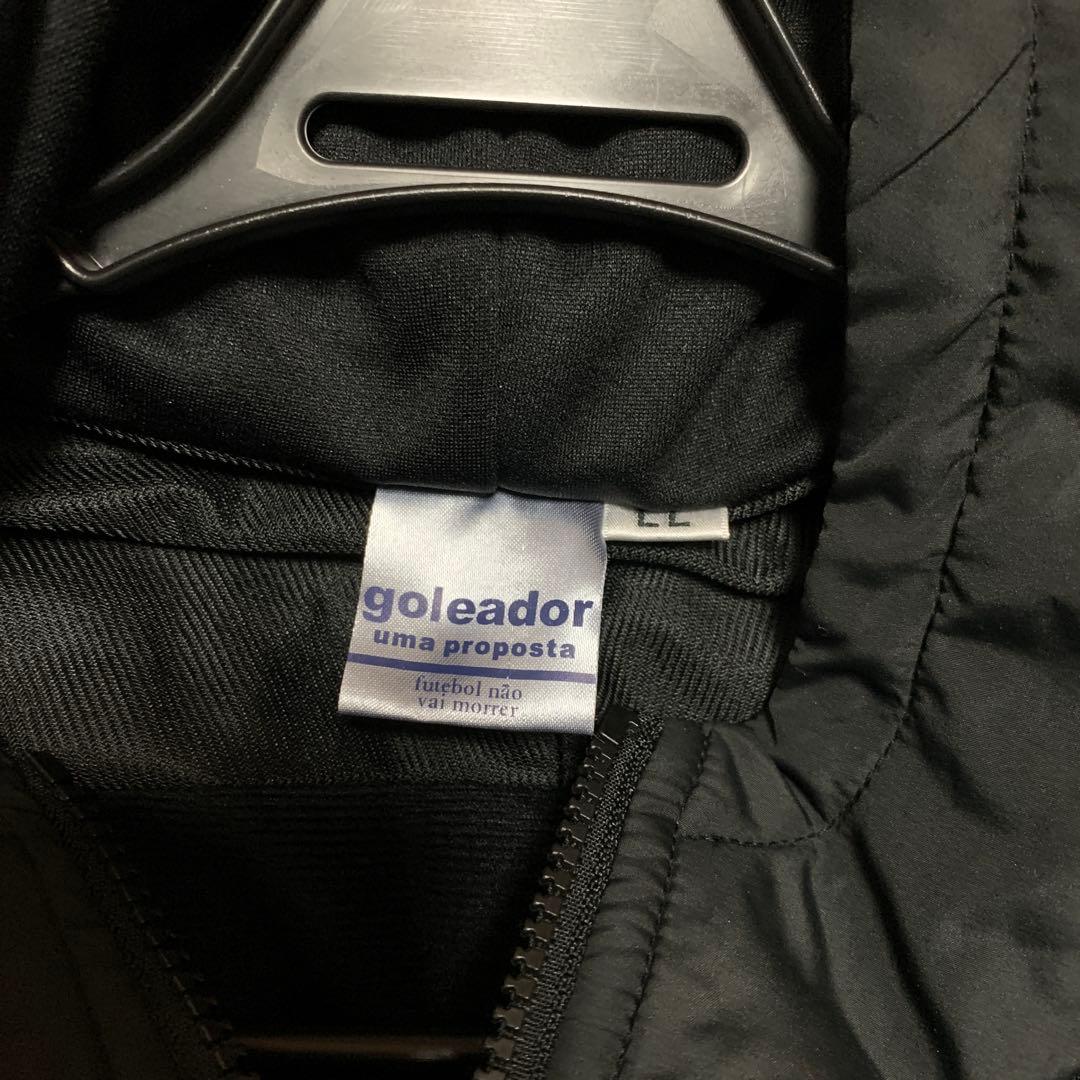 LL
goleador
uma proposta
futebol não
vai morrer